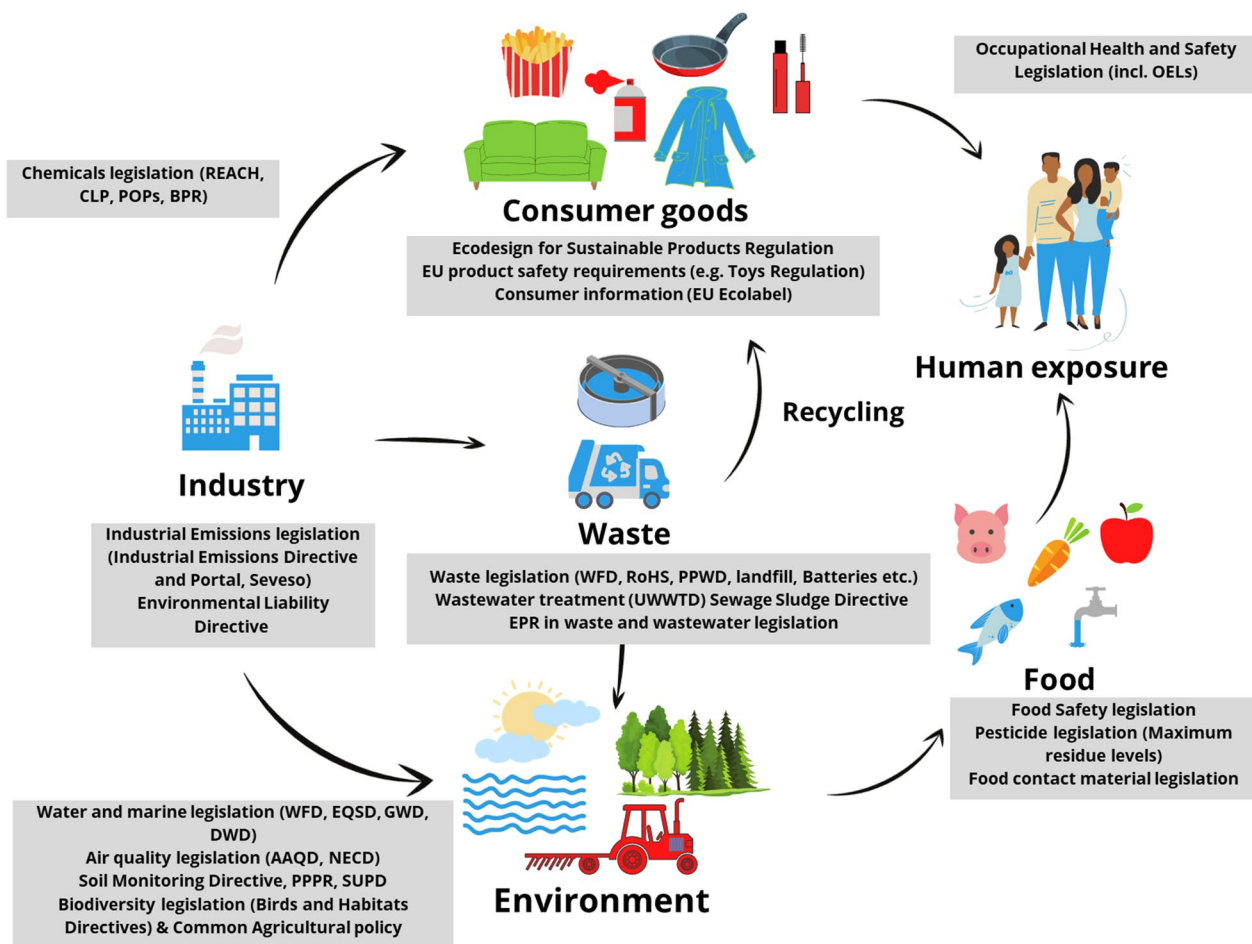 Occupational Health and Safety
Legislation (incl. OELs)
Chemicals legislation (REACH,
CLP, POPs, BPR)
Consumer goods
Ecodesign for Sustainable Products Regulation
EU product safety requirements (e.g. Toys Regulation)
Consumer information (EU Ecolabel)
Human exposure
Recycling
Industry
Industrial Emissions legislation
(Industrial Emissions Directive
and Portal, Seveso)
Environmental Liability
Directive
Waste
Waste legislation (WFD, RoHS, PPWD, landfill, Batteries etc.)
Wastewater treatment (UWWTD) Sewage Sludge Directive
EPR in waste and wastewater legislation
Food
Food Safety legislation
Pesticide legislation (Maximum
residue levels)
Food contact material legislation
Water and marine legislation (WFD, EQSD, GWD,
DWD)
Air quality legislation (AAQD, NECD)
Soil Monitoring Directive, PPPR, SUPD
Biodiversity legislation (Birds and Habitats
Directives) & Common Agricultural policy
Environment